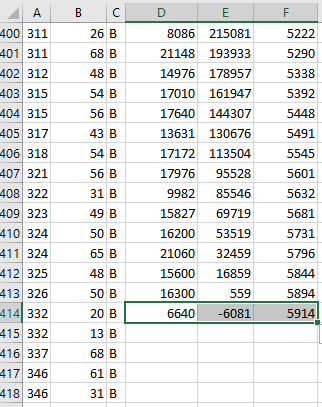 A B C D E F
400 311 26 B 8086 215081 5222
401 311 68 B 21148 193933 5290
402 312 48 B 14976 178957 5338
403 315 54 B 17010 161947 5392
404 315 56 B 17640 144307 5448
405 317 43 B 13631 130676 5491
406 318 54 B 17172 113504 5545
407 321 56 B 17976 95528 5601
408 322 31 B 9982 85546 5632
409 323 49 B 15827 69719 5681
410 324 50 B 16200 53519 5731
411 324 65 B 21060 32459 5796
412 325 48 B 15600 16859 5844
413 326 50 B 16300 559 5894
414 332 20 B 6640 -6081 5914
415 332 13 B
416 337 68 B
417 346 61 B
418 346 31 B